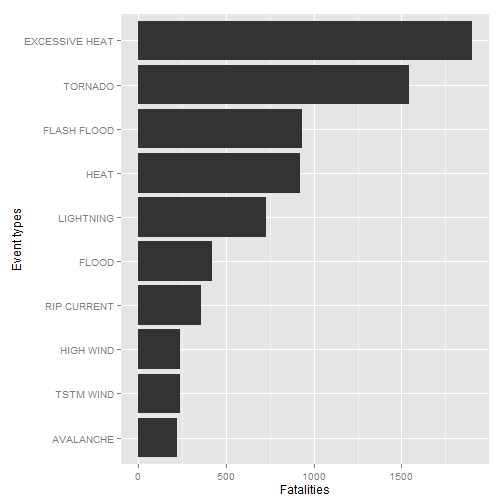 EXCESSIVE HEAT
TORNADO
FLASH FLOOD
HEAT
LIGHTNING
FLOOD
RIP CURRENT
HIGH WIND
TSTM WIND
AVALANCHE
Event types
0 500 1000 1500
Fatalities